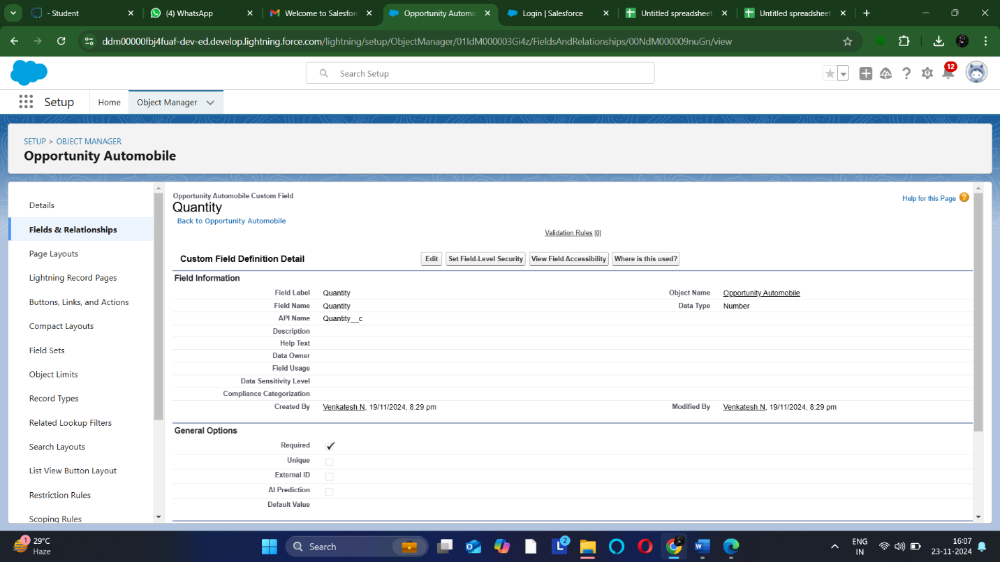 - Student
(4) WhatsApp
Welcome to Salesfor
Opportunity Automo
Login | Salesforce
Untitled spreadsheet
Untitled spreadsheet
ddm00000fbj4fuaf-dev-ed.develop.lightning.force.com/lightning/setup/ObjectManager/01IdM000003Gi4z/FieldsAndRelationships/00NdM000009nuGn/view
Search Setup
12
Setup
Home
Object Manager
SETUP > OBJECT MANAGER
Opportunity Automobile
Details
Fields & Relationships
Page Layouts
Lightning Record Pages
Buttons, Links, and Actions
Compact Layouts
Field Sets
Object Limits
Record Types
Related Lookup Filters
Search Layouts
List View Button Layout
Restriction Rules
Scoping Rules
Opportunity Automobile Custom Field
Quantity
Back to Opportunity Automobile
Help for this Page
Validation Rules [0]
Custom Field Definition Detail
Edit
Set Field-Level Security
View Field Accessibility
Where is this used?
Field Information
Field Label Quantity Object Name Opportunity Automobile
Field Name Quantity Data Type Number
API Name Quantity__c
Description
Help Text
Data Owner
Field Usage
Data Sensitivity Level
Compliance Categorization
Created By Venkatesh N, 19/11/2024, 8:29 pm Modified By Venkatesh N, 19/11/2024, 8:29 pm
General Options
Required
Unique
External ID
AI Prediction
Default Value
1
29°C
Haze
Search
2
ENG
IN
16:07
23-11-2024